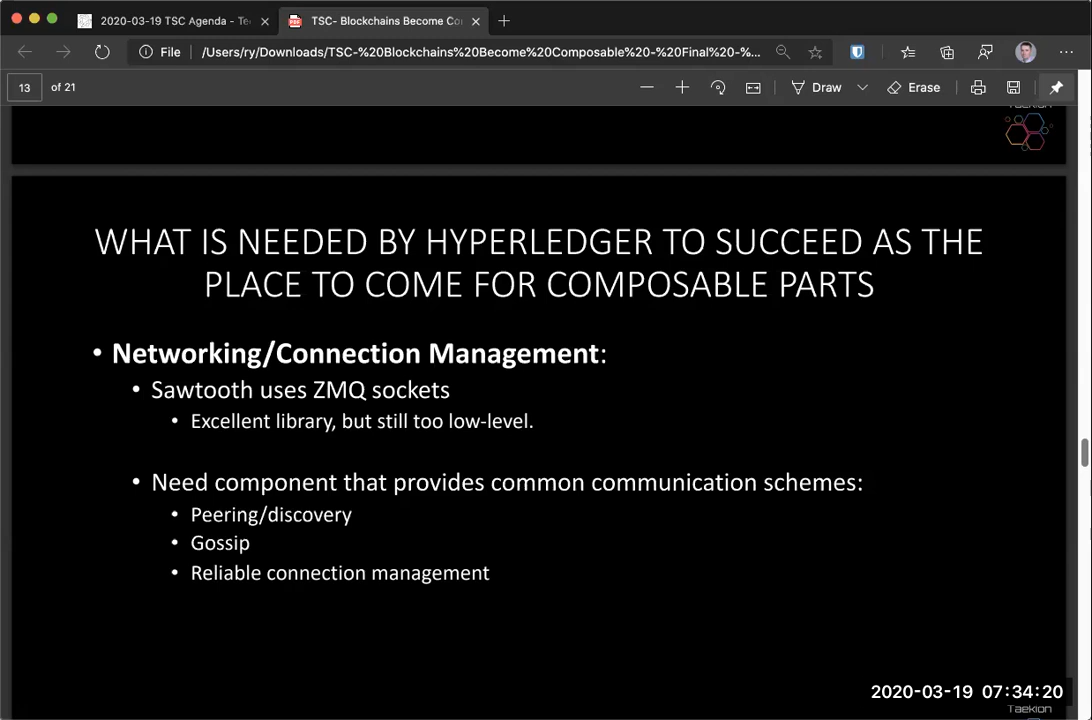 2020-03-19 TSC Agenda - Te
TSC- Blockchains Become Co
File
/Users/ry/Downloads/TSC-%20Blockchains%20Become%20Composable%20-%20Final%20-%...
13
of 21
Draw
Erase
WHAT IS NEEDED BY HYPERLEDGER TO SUCCEED AS THE
PLACE TO COME FOR COMPOSABLE PARTS
• Networking/Connection Management:
• Sawtooth uses ZMQ sockets
• Excellent library, but still too low-level.
• Need component that provides common communication schemes:
• Peering/discovery
• Gossip
• Reliable connection management
2020-03-19 07:34:20
Taekion